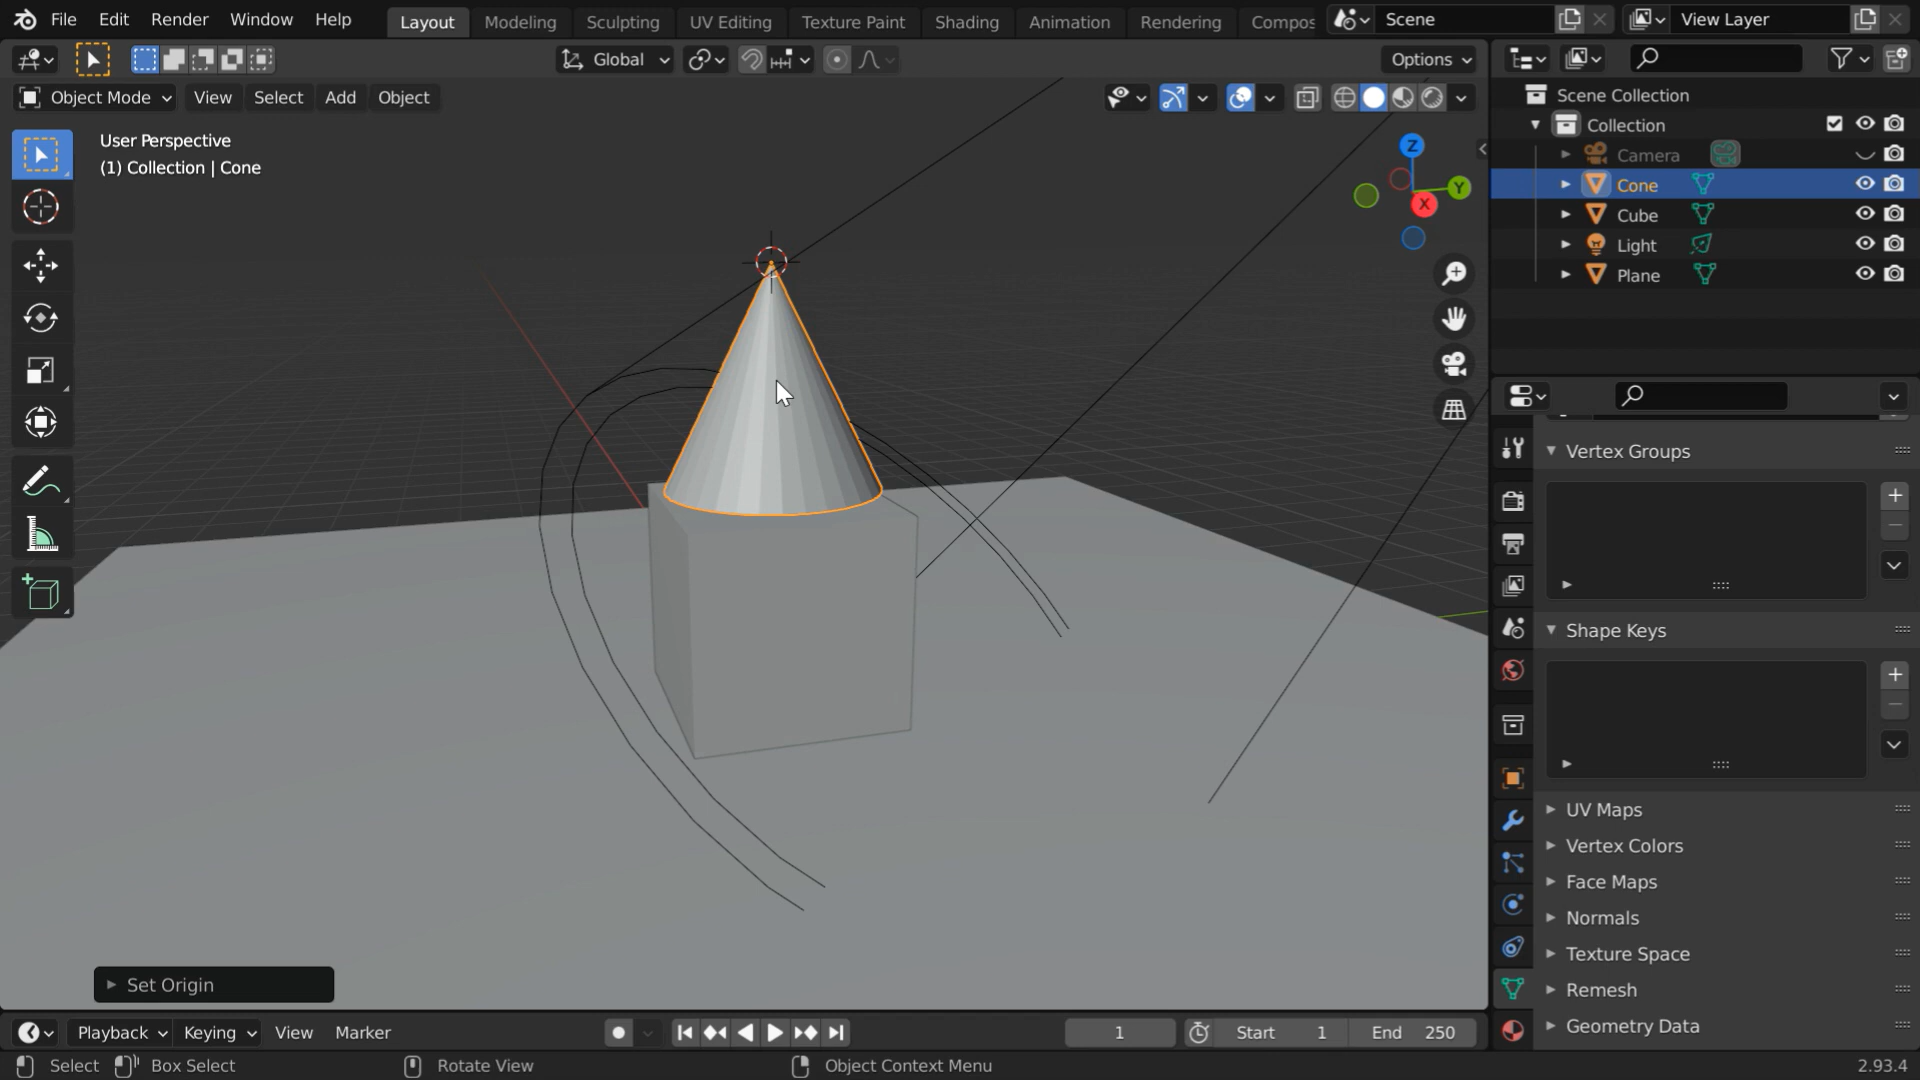 File Edit Render Window Help Layout Modeling Sculpting UV Editing Texture Paint Shading Animation Rendering Compos Scene View Layer
Global Options
Object Mode View Select Add Object
User Perspective
(1) Collection | Cone
Z
Y
X
Scene Collection
Collection
Camera
Cone
Cube
Light
Plane
Vertex Groups
Shape Keys
UV Maps
Vertex Colors
Face Maps
Normals
Texture Space
Remesh
Geometry Data
Set Origin
Playback Keying View Marker 1 Start 1 End 250
Select Box Select Rotate View Object Context Menu 2.93.4